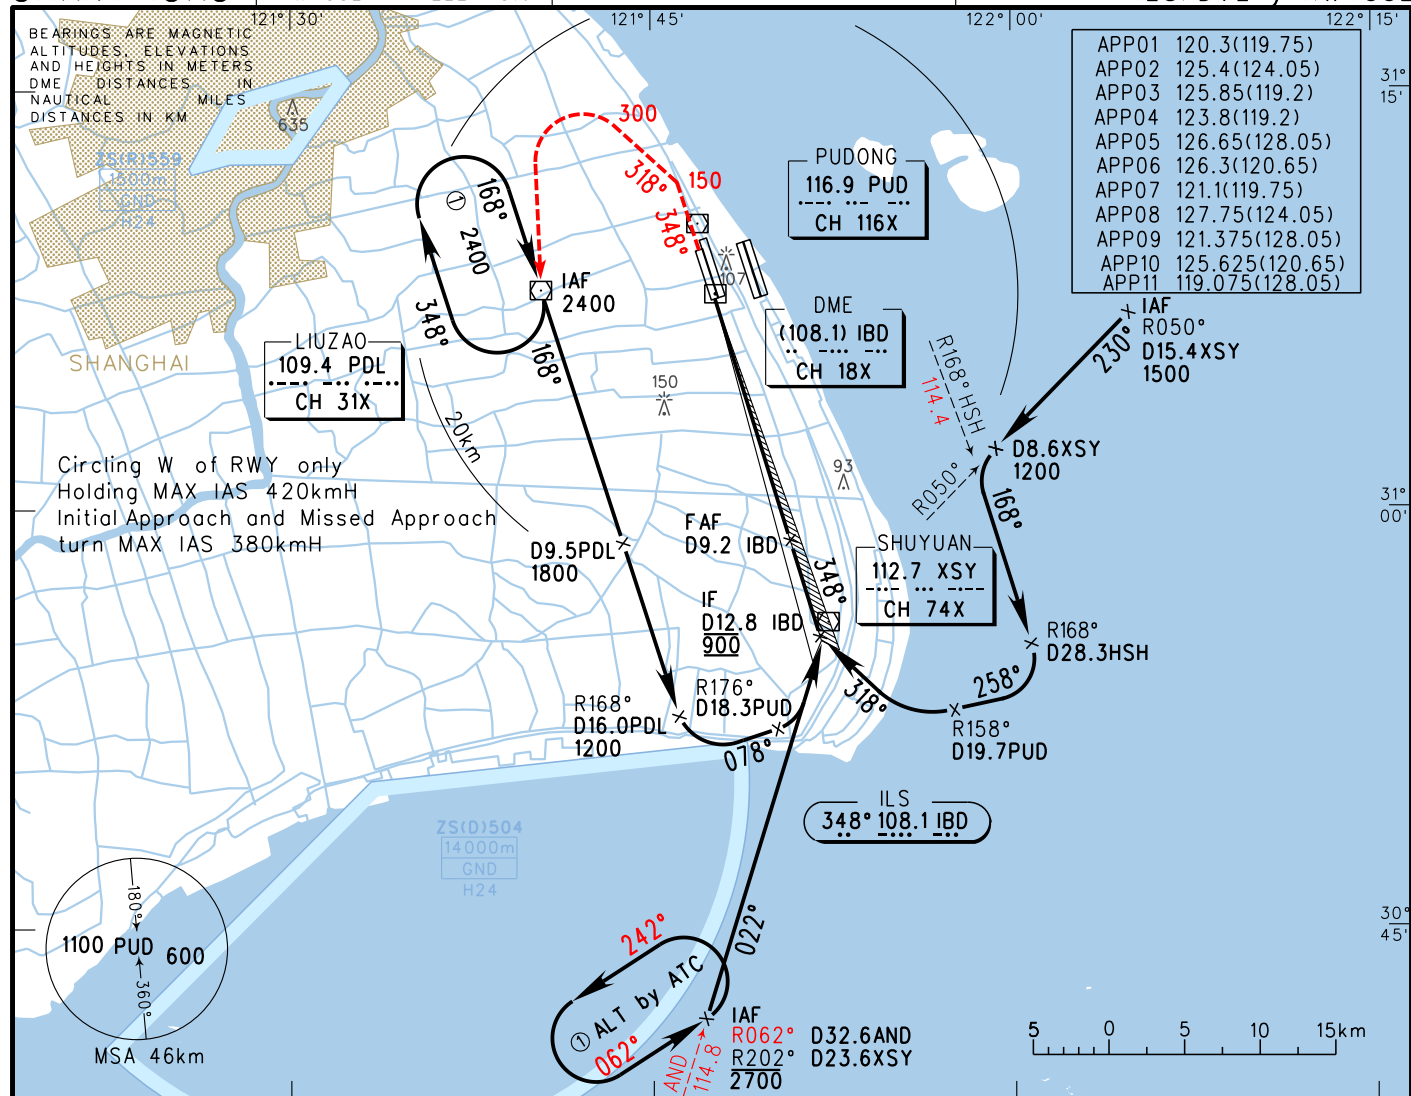 121° 30'
121° 45'
122° 00'
122° 15'
BEARINGS ARE MAGNETIC
ALTITUDES, ELEVATIONS
AND HEIGHTS IN METERS
DME DISTANCES IN
NAUTICAL MILES
DISTANCES IN KM
635
ZS(R)559
1500m
GND
H24
SHANGHAI
APP01 120.3(119.75)
APP02 125.4(124.05)
APP03 125.85(119.2)
APP04 123.8(119.2)
APP05 126.65(128.05)
APP06 126.3(120.65)
APP07 121.1(119.75)
APP08 127.75(124.05)
APP09 121.375(128.05)
APP10 125.625(120.65)
APP11 119.075(128.05)
31°
15'
300
318°
150
348°
168°
① 2400
348°
IAF
2400
168°
PUDONG
116.9 PUD
CH 116X
107
DME
(108.1) IBD
CH 18X
LIUZAO
109.4 PDL
CH 31X
150
20km
93
IAF
R050°
D15.4XSY
1500
230°
R168° HSH
114.4
R050°
D8.6XSY
1200
168°
Circling W of RWY only
Holding MAX IAS 420kmH
Initial Approach and Missed Approach
turn MAX IAS 380kmH
31°
00'
D9.5PDL
1800
FAF
D9.2 IBD
348°
SHUYUAN
112.7 XSY
CH 74X
IF
D12.8 IBD
900
R168°
D28.3HSH
258°
318°
R158°
D19.7PUD
R176°
D18.3PUD
R168°
D16.0PDL
1200
078°
ILS
348° 108.1 IBD
ZS(D)504
14000m
GND
H24
180°
1100 PUD 600
360°
MSA 46km
30°
45'
022°
242°
① ALT by ATC
062°
IAF
R062° D32.6AND
R202° D23.6XSY
2700
AND
114.8
5 0 5 10 15km